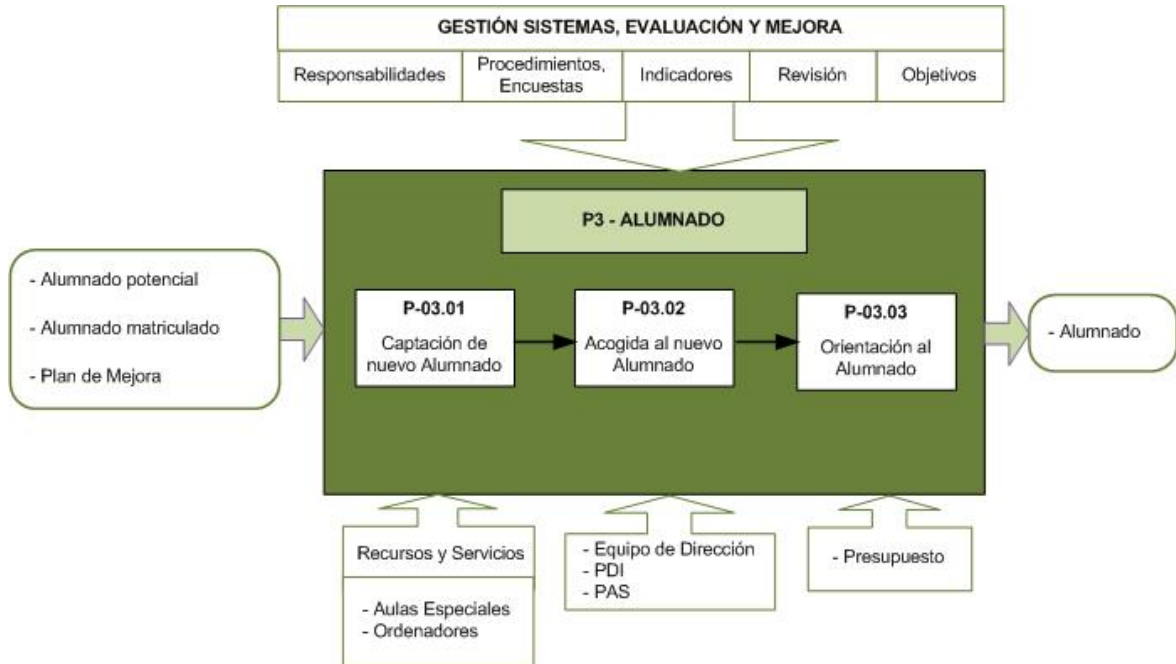 GESTIÓN SISTEMAS, EVALUACIÓN Y MEJORA
Responsabilidades
Procedimientos,
Encuestas
Indicadores
Revisión
Objetivos
P3 - ALUMNADO
- Alumnado potencial
- Alumnado matriculado
- Plan de Mejora
P-03.01
Captación de
nuevo Alumnado
P-03.02
Acogida al nuevo
Alumnado
P-03.03
Orientación al
Alumnado
- Alumnado
Recursos y Servicios
- Aulas Especiales
- Ordenadores
- Equipo de Dirección
- PDI
- PAS
- Presupuesto